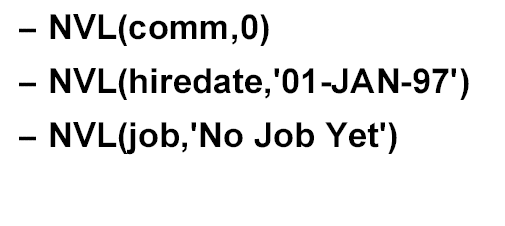 – NVL(comm,0)
– NVL(hiredate,'01-JAN-97')
– NVL(job,'No Job Yet')